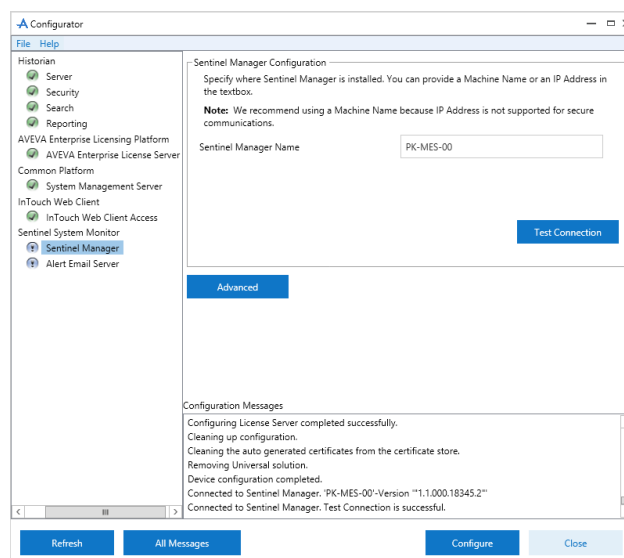 Configurator
File Help
Historian
Server
Security
Search
Reporting
AVEVA Enterprise Licensing Platform
AVEVA Enterprise License Server
Common Platform
System Management Server
InTouch Web Client
InTouch Web Client Access
Sentinel System Monitor
Sentinel Manager
Alert Email Server
Sentinel Manager Configuration
Specify where Sentinel Manager is installed. You can provide a Machine Name or an IP Address in
the textbox.
Note: We recommend using a Machine Name because IP Address is not supported for secure
communications.
Sentinel Manager Name PK-MES-00
Test Connection
Advanced
Configuration Messages
Configuring License Server completed successfully.
Cleaning up configuration.
Cleaning the auto generated certificates from the certificate store.
Removing Universal solution.
Device configuration completed.
Connected to Sentinel Manager. 'PK-MES-00'-Version '"1.1.000.18345.2"'
Connected to Sentinel Manager. Test Connection is successful.
Refresh All Messages Configure Close